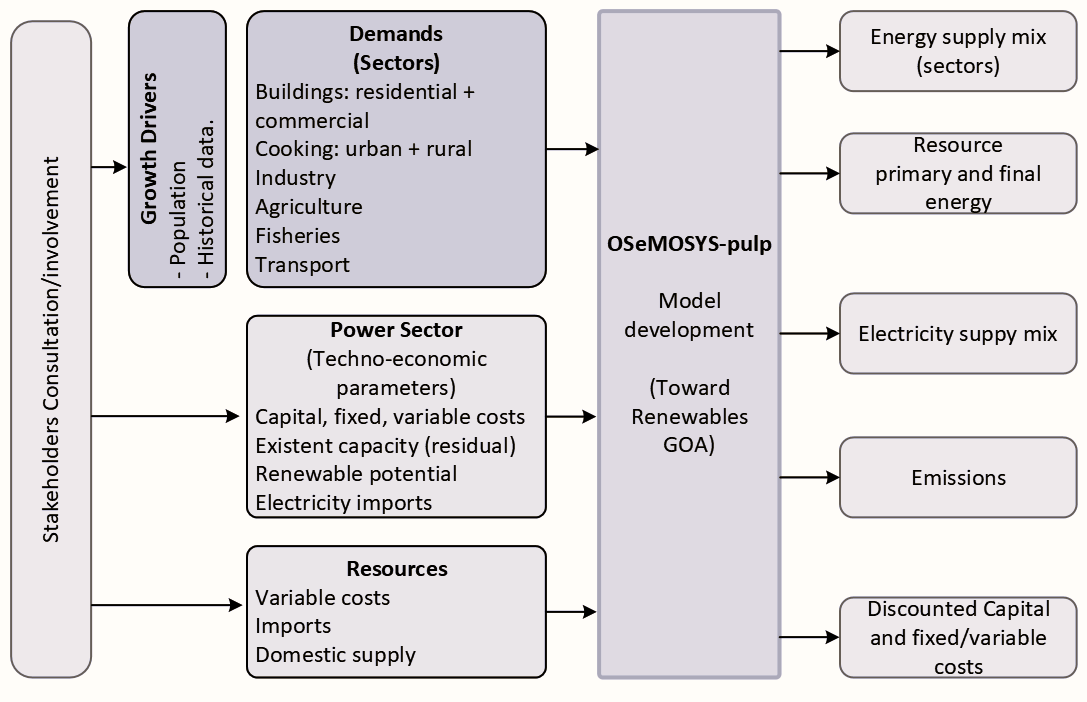 Stakeholders Consultation/involvement
Growth Drivers
- Population
- Historical data.
Demands
(Sectors)
Buildings: residential +
commercial
Cooking: urban + rural
Industry
Agriculture
Fisheries
Transport
Power Sector
(Techno-economic
parameters)
Capital, fixed, variable costs
Existent capacity (residual)
Renewable potential
Electricity imports
Resources
Variable costs
Imports
Domestic supply
OSeMOSYS-pulp
Model
development
(Toward
Renewables
GOA)
Energy supply mix
(sectors)
Resource
primary and final
energy
Electricity suppy mix
Emissions
Discounted Capital
and fixed/variable
costs